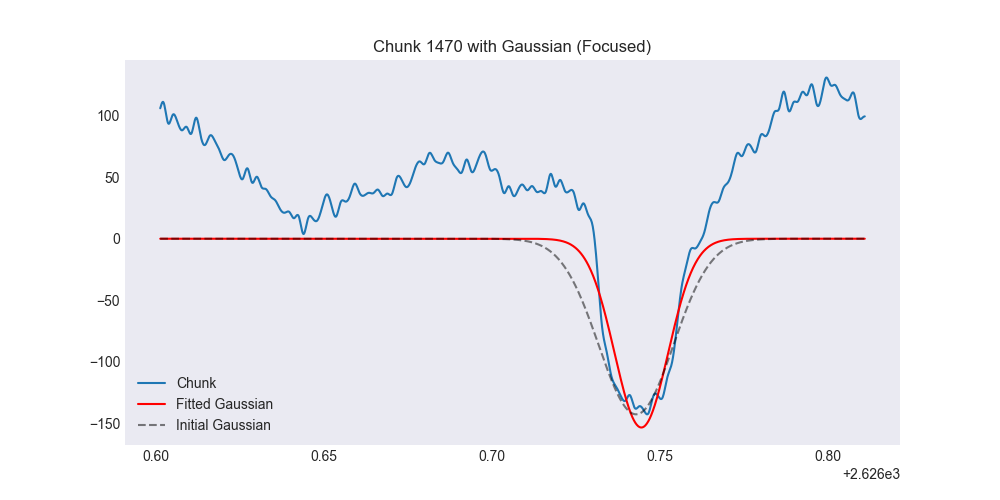 Chunk 1470 with Gaussian (Focused)
100
50
0
−50
−100
−150
Chunk
Fitted Gaussian
Initial Gaussian
0.60 0.65 0.70 0.75 0.80
+2.626e3